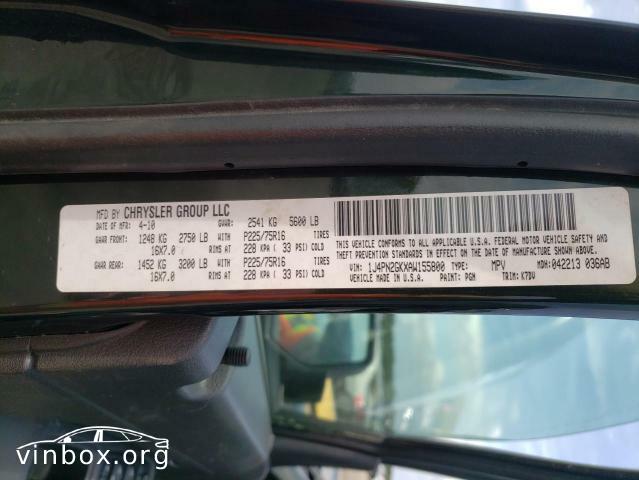 MFD BY CHRYSLER GROUP LLC
DATE OF MFR: 4-10 GVWR: 2541 KG 5600 LB
GAWR FRONT: 1248 KG 2750 LB WITH P225/75R16 TIRES
16X7.0 RIMS AT 228 KPA ( 33 PSI) COLD
GAWR REAR: 1452 KG 3200 LB WITH P225/75R16 TIRES
16X7.0 RIMS AT 228 KPA ( 33 PSI) COLD
THIS VEHICLE CONFORMS TO ALL APPLICABLE U.S.A. FEDERAL MOTOR VEHICLE SAFETY AND
THEFT PREVENTION STANDARDS IN EFFECT ON THE DATE OF MANUFACTURE SHOWN ABOVE.
VIN: 1J4PN2GKXAW155800 TYPE: MPV MDH: 042213 036AB
VEHICLE MADE IN U.S.A. PAINT: PGN TRIM: K7DV
vinbox.org